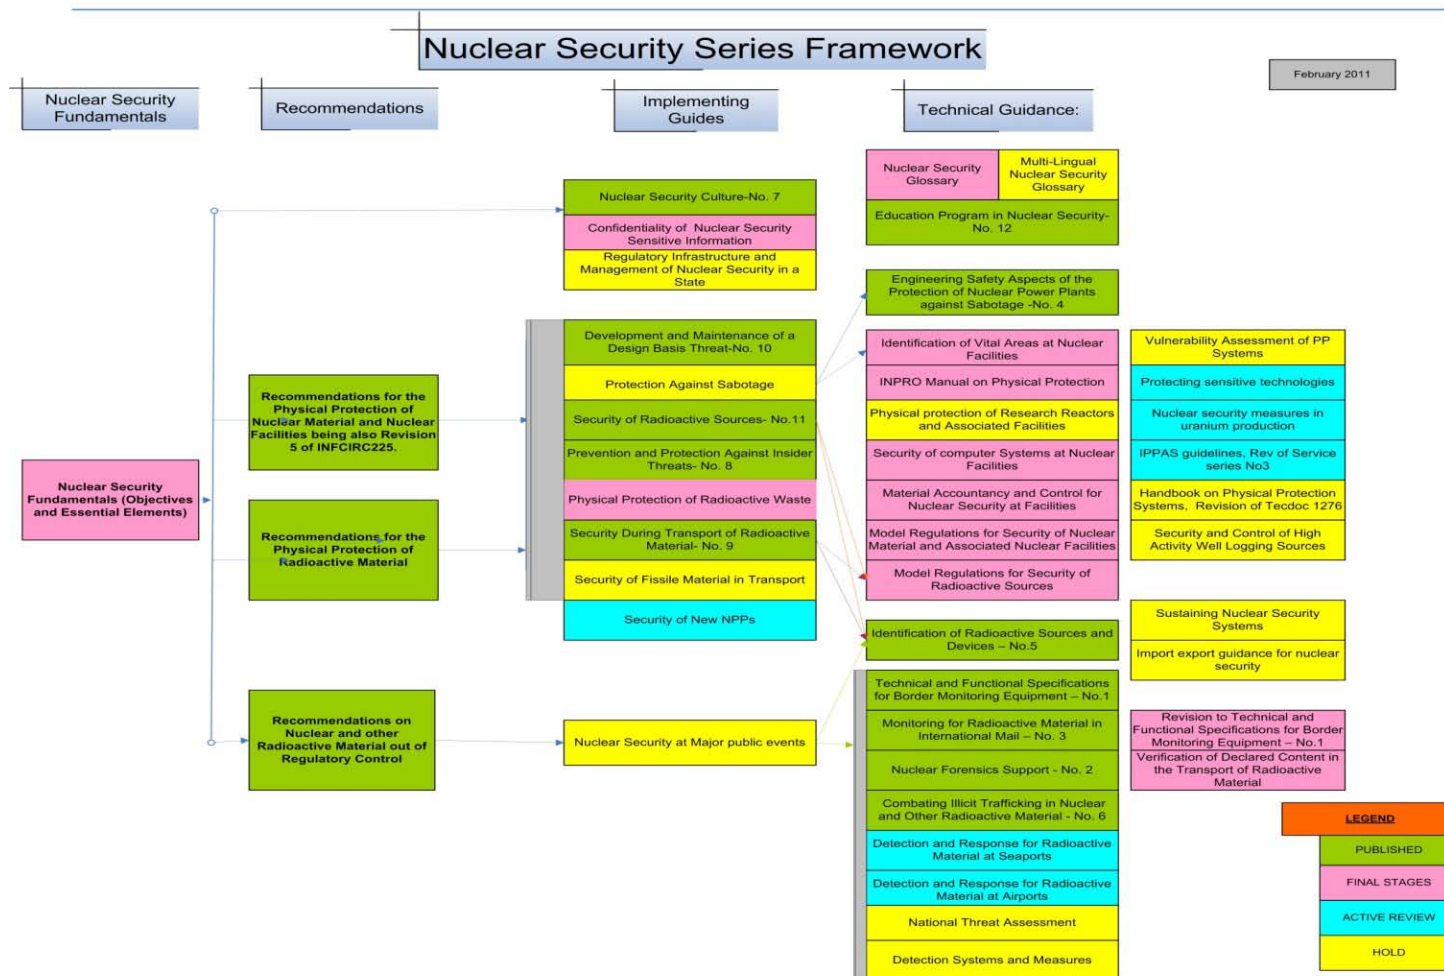 Nuclear Security Series Framework
February 2011
Nuclear Security
Fundamentals
Recommendations
Implementing
Guides
Technical Guidance:
Nuclear Security
Fundamentals (Objectives
and Essential Elements)
Recommendations for the
Physical Protection of
Nuclear Material and Nuclear
Facilities being also Revision
5 of INFCIRC225.
Recommendations for the
Physical Protection of
Radioactive Material
Recommendations on
Nuclear and other
Radioactive Material out of
Regulatory Control
Nuclear Security Culture-No. 7
Confidentiality of Nuclear Security
Sensitive Information
Regulatory Infrastructure and
Management of Nuclear Security in a
State
Development and Maintenance of a
Design Basis Threat-No. 10
Protection Against Sabotage
Security of Radioactive Sources- No.11
Prevention and Protection Against Insider
Threats- No. 8
Physical Protection of Radioactive Waste
Security During Transport of Radioactive
Material- No. 9
Security of Fissile Material in Transport
Security of New NPPs
Nuclear Security at Major public events
Nuclear Security
Glossary
Multi-Lingual
Nuclear Security
Glossary
Education Program in Nuclear Security-
No. 12
Engineering Safety Aspects of the
Protection of Nuclear Power Plants
against Sabotage -No. 4
Identification of Vital Areas at Nuclear
Facilities
INPRO Manual on Physical Protection
Physical protection of Research Reactors
and Associated Facilities
Security of computer Systems at Nuclear
Facilities
Material Accountancy and Control for
Nuclear Security at Facilities
Model Regulations for Security of Nuclear
Material and Associated Nuclear Facilities
Model Regulations for Security of
Radioactive Sources
Identification of Radioactive Sources and
Devices – No.5
Technical and Functional Specifications
for Border Monitoring Equipment – No.1
Monitoring for Radioactive Material in
International Mail – No. 3
Nuclear Forensics Support - No. 2
Combating Illicit Trafficking in Nuclear
and Other Radioactive Material - No. 6
Detection and Response for Radioactive
Material at Seaports
Detection and Response for Radioactive
Material at Airports
National Threat Assessment
Detection Systems and Measures
Vulnerability Assessment of PP
Systems
Protecting sensitive technologies
Nuclear security measures in
uranium production
IPPAS guidelines, Rev of Service
series No3
Handbook on Physical Protection
Systems, Revision of Tecdoc 1276
Security and Control of High
Activity Well Logging Sources
Sustaining Nuclear Security
Systems
Import export guidance for nuclear
security
Revision to Technical and
Functional Specifications for Border
Monitoring Equipment – No.1
Verification of Declared Content in
the Transport of Radioactive
Material
LEGEND
PUBLISHED
FINAL STAGES
ACTIVE REVIEW
HOLD